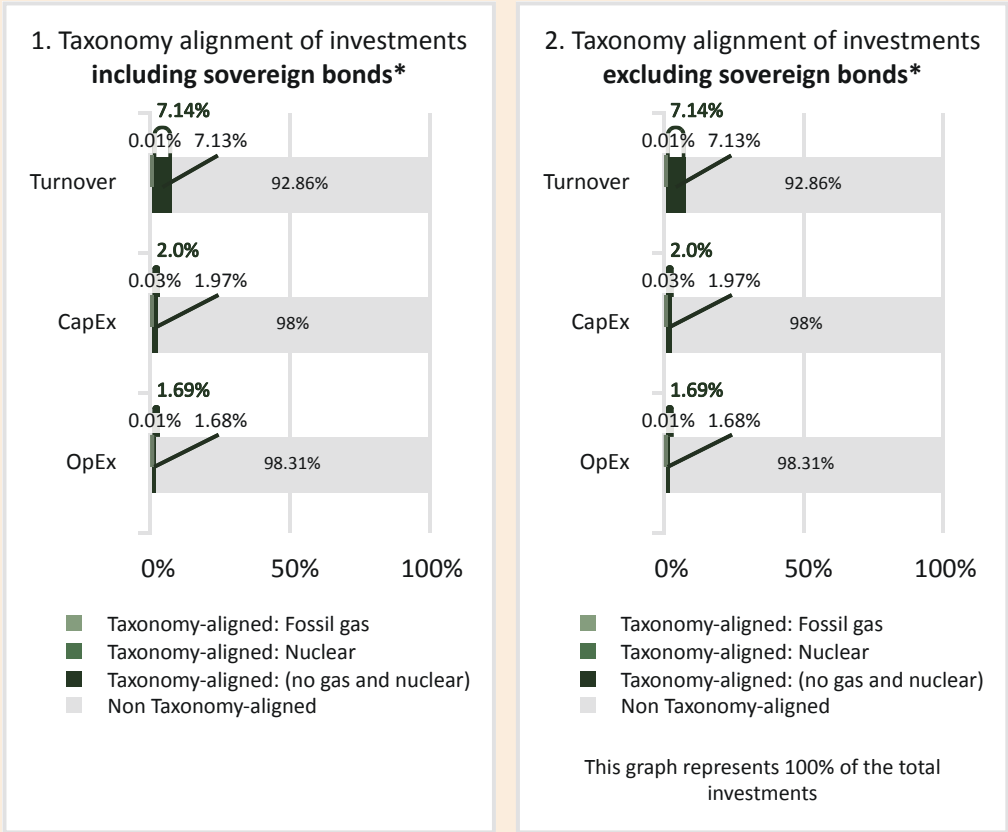 1. Taxonomy alignment of investments
including sovereign bonds*
7.14%
0.01% 7.13%
Turnover
92.86%
2.0%
0.03% 1.97%
CapEx
98%
1.69%
0.01% 1.68%
OpEx
98.31%
0% 50% 100%
Taxonomy-aligned: Fossil gas
Taxonomy-aligned: Nuclear
Taxonomy-aligned: (no gas and nuclear)
Non Taxonomy-aligned
2. Taxonomy alignment of investments
excluding sovereign bonds*
7.14%
0.01% 7.13%
Turnover
92.86%
2.0%
0.03% 1.97%
CapEx
98%
1.69%
0.01% 1.68%
OpEx
98.31%
0% 50% 100%
Taxonomy-aligned: Fossil gas
Taxonomy-aligned: Nuclear
Taxonomy-aligned: (no gas and nuclear)
Non Taxonomy-aligned
This graph represents 100% of the total
investments